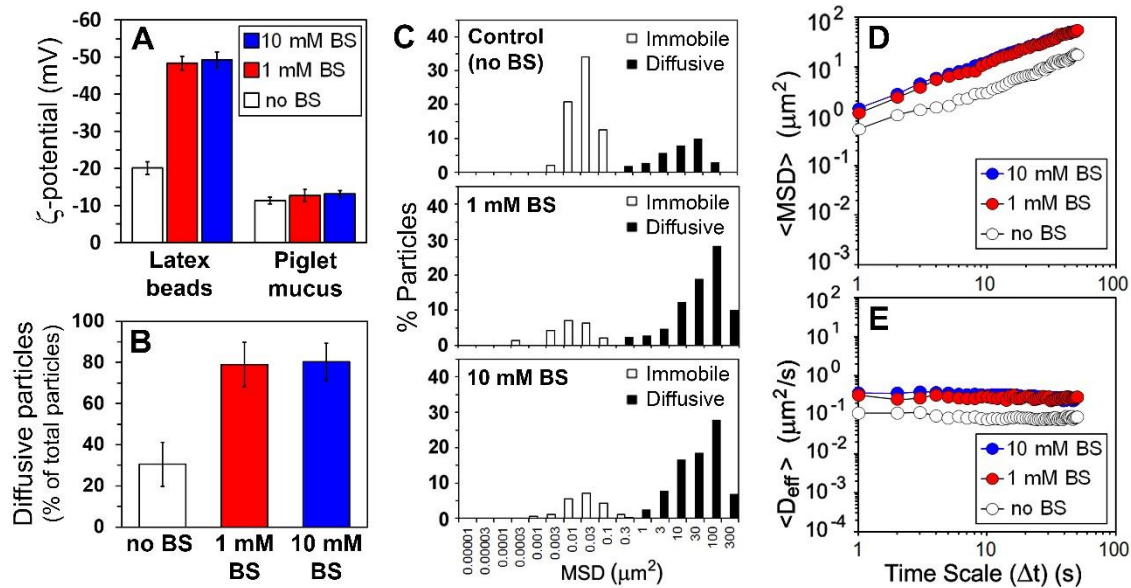 A
-60
-50
-40
-30
-20
-10
0
ζ-potential (mV)
10 mM BS
1 mM BS
no BS
Latex
beads
Piglet
mucus
B
100
80
60
40
20
0
Diffusive particles
(% of total particles)
no BS
1 mM
BS
10 mM
BS
C
Control
(no BS)
Immobile
Diffusive
40
30
20
10
0
1 mM BS
Immobile
Diffusive
40
30
20
10
0
10 mM BS
Immobile
Diffusive
40
30
20
10
0
% Particles
0.00001
0.00003
0.0001
0.0003
0.001
0.003
0.01
0.03
0.1
0.3
1
3
10
30
100
300
MSD (μm²)
D
10²
10¹
10⁰
10⁻¹
10⁻²
10⁻³
<MSD> (μm²)
10 mM BS
1 mM BS
no BS
1
10
100
E
10²
10¹
10⁰
10⁻¹
10⁻²
10⁻³
10⁻⁴
<Deff> (μm²/s)
10 mM BS
1 mM BS
no BS
1
10
100
Time Scale (Δt) (s)